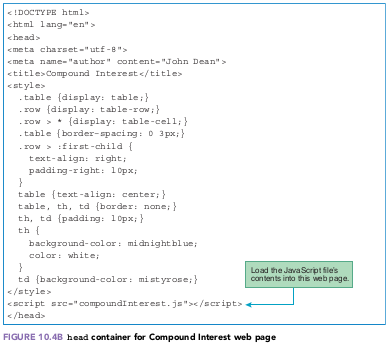 <!DOCTYPE html>
<html lang="en">
<head>
<meta charset="utf-8">
<meta name="author" content="John Dean">
<title>Compound Interest</title>
<style>
.table {display: table;}
.row {display: table-row;}
.row > * {display: table-cell;}
.table {border-spacing: 0 3px;}
.row > :first-child {
text-align: right;
padding-right: 10px;
}
table {text-align: center;}
table, th, td {border: none;}
th, td {padding: 10px;}
th {
background-color: midnightblue;
color: white;
}
td {background-color: mistyrose;}
</style>
<script src="compoundInterest.js"></script>
</head>
Load the JavaScript file's
contents into this web page.
FIGURE 10.4B head container for Compound Interest web page